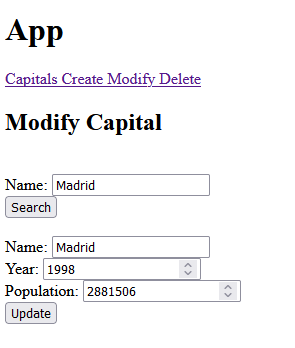 App
Capitals Create Modify Delete
Modify Capital
Name: Madrid
Search
Name: Madrid
Year: 1998
Population: 2881506
Update